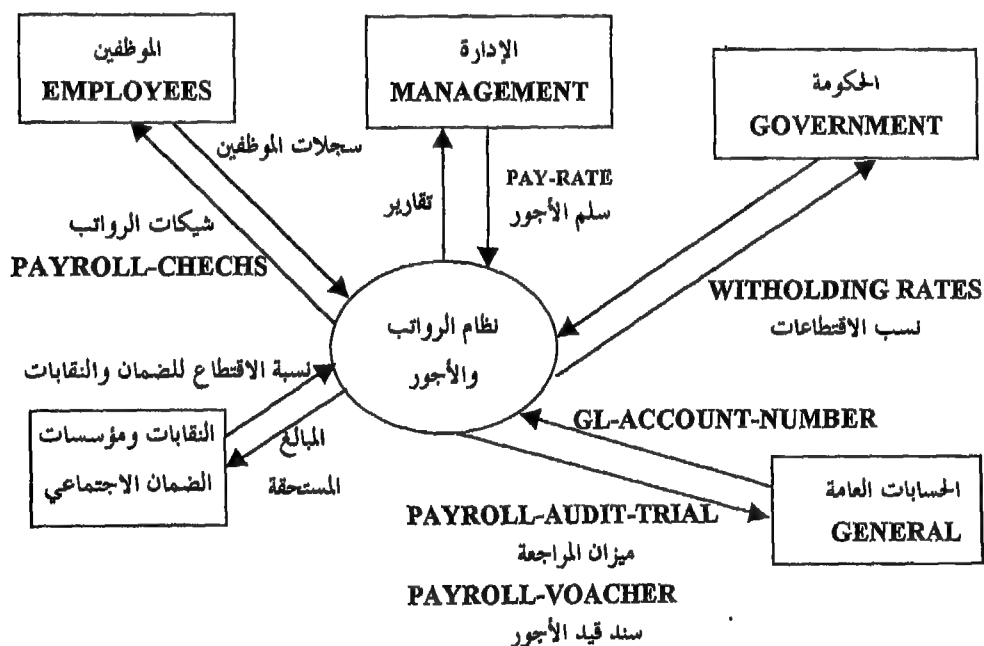 الموظفين
EMPLOYEES
الإدارة
MANAGEMENT
الحكومة
GOVERNMENT
سجلات الموظفين
شيكات الرواتب
PAYROLL-CHECHS
تقارير
PAY-RATE
سلم الأجور
WITHOLDING RATES
نسب الاقتطاعات
نظام الرواتب
والأجور
نسبة الاقتطاع للضمان والنقابات
النقابات ومؤسسات
الضمان الاجتماعي
المبالغ
المستحقة
GL-ACCOUNT-NUMBER
الحسابات العامة
GENERAL
PAYROLL-AUDIT-TRIAL
ميزان المراجعة
PAYROLL-VOACHER
سند قيد الأجور